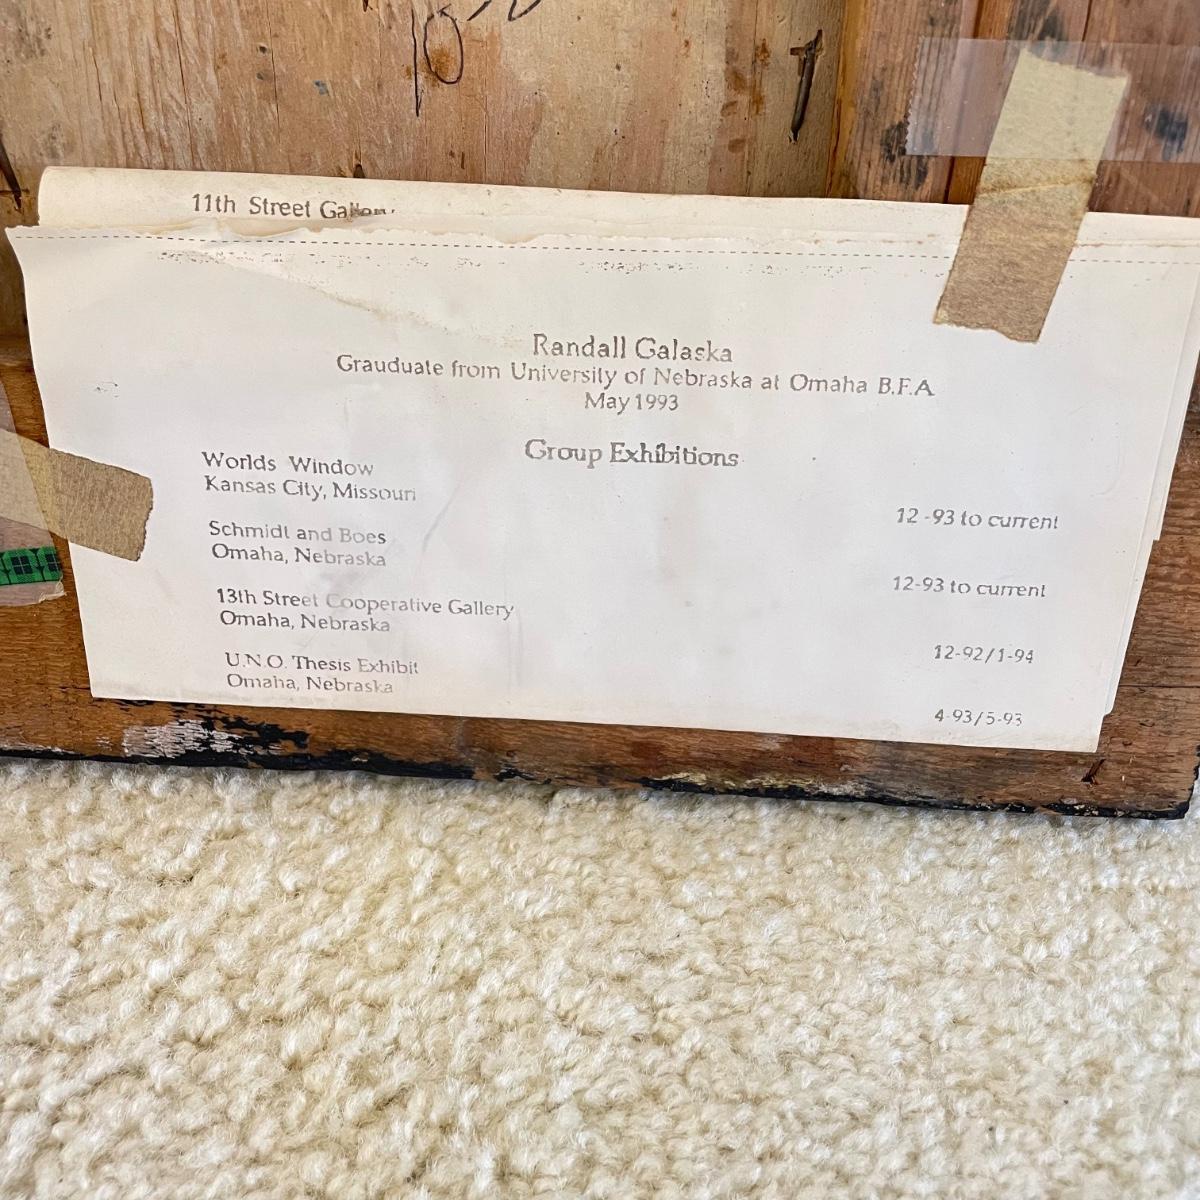 11th Street Gallery
Randall Galaska
Grauduate from University of Nebraska at Omaha B.F.A.
May 1993
Group Exhibitions
Worlds Window
Kansas City, Missouri
12 -93 to current
Schmidt and Boes
Omaha, Nebraska
12-93 to current
13th Street Cooperative Gallery
Omaha, Nebraska
12-92/1-94
U.N.O. Thesis Exhibit
Omaha, Nebraska
4-93/5-93